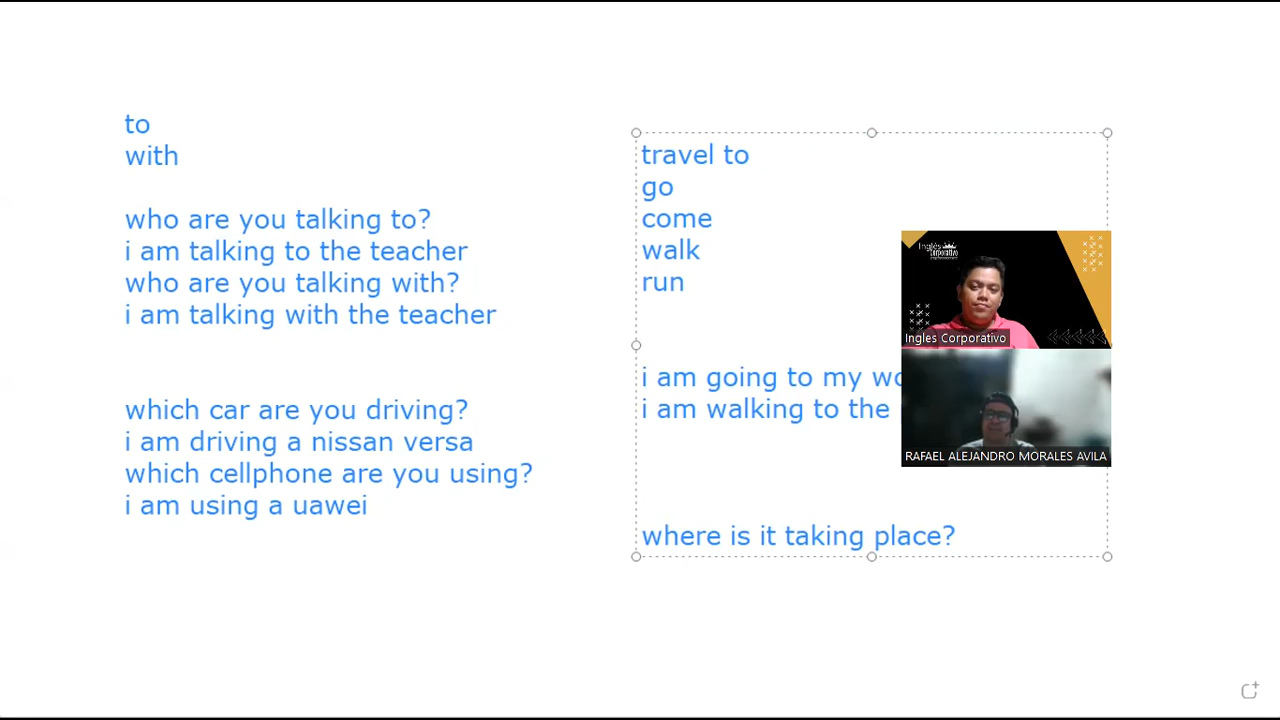 to
with
who are you talking to?
i am talking to the teacher
who are you talking with?
i am talking with the teacher
which car are you driving?
i am driving a nissan versa
which cellphone are you using?
i am using a uawei
travel to
go
come
walk
run
i am going to my
i am walking to the
where is it taking place?
Inglés
Corporativo
Ingles Corporativo
RAFAEL ALEJANDRO MORALES AVILA